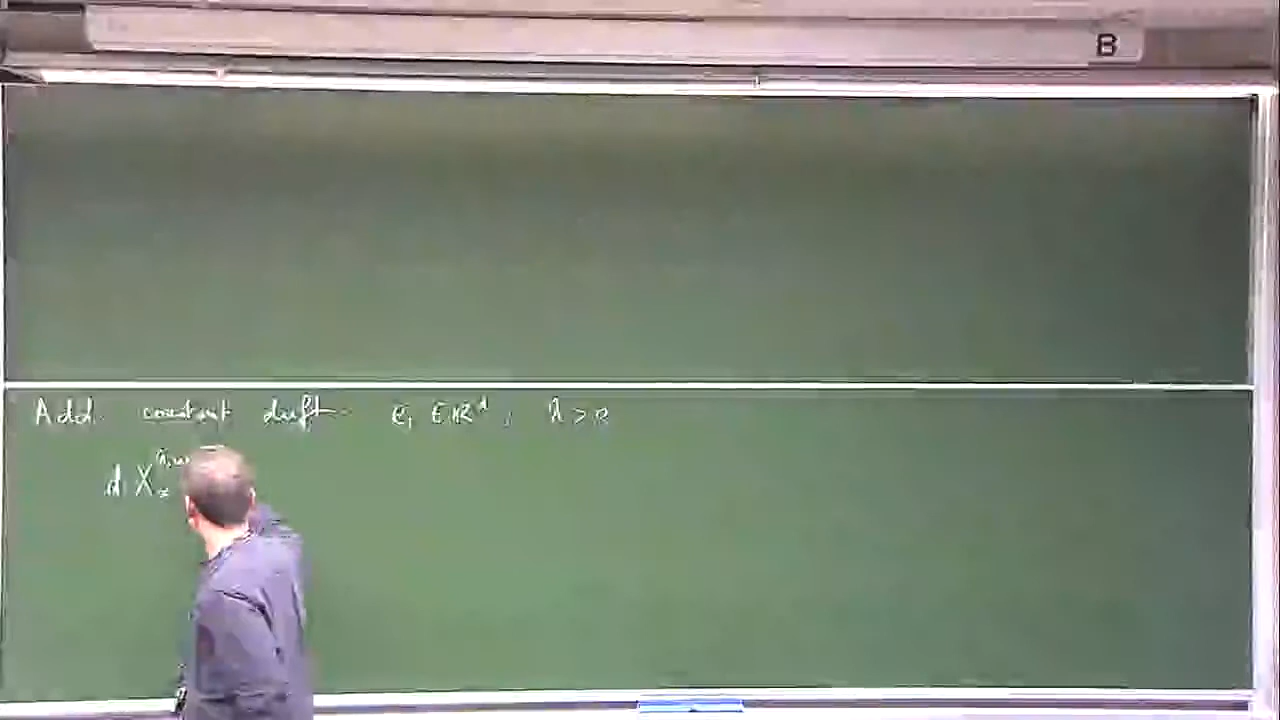 B
Add constant drift e₁ ∈ ℝᵈ, λ > 0
d X